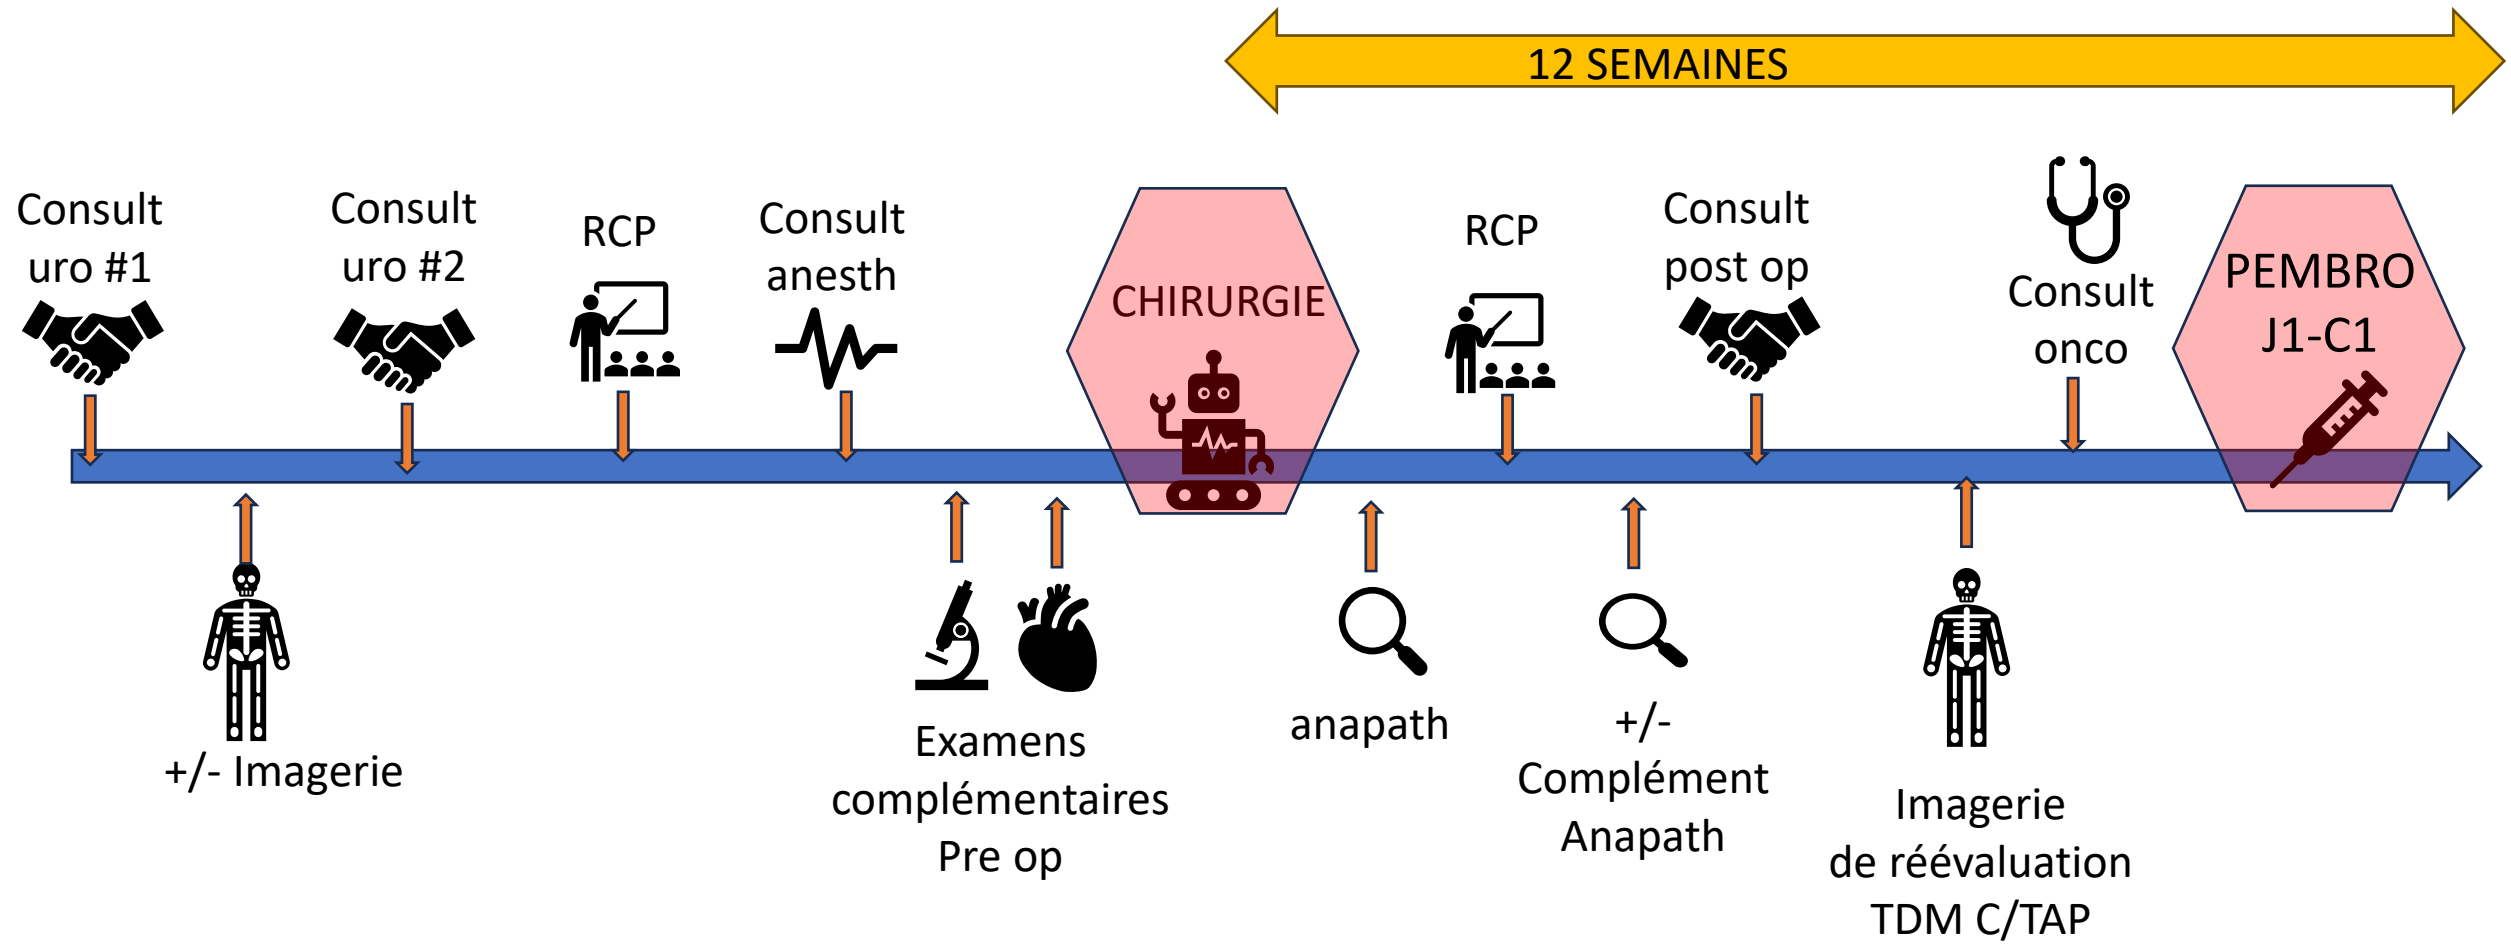 12 SEMAINES
Consult
uro #1
Consult
uro #2
RCP
Consult
anesth
CHIRURGIE
RCP
Consult
post op
Consult
onco
PEMBRO
J1-C1
+/- Imagerie
Examens
complémentaires
Pre op
anapath
+/-
Complément
Anapath
Imagerie
de réévaluation
TDM C/TAP